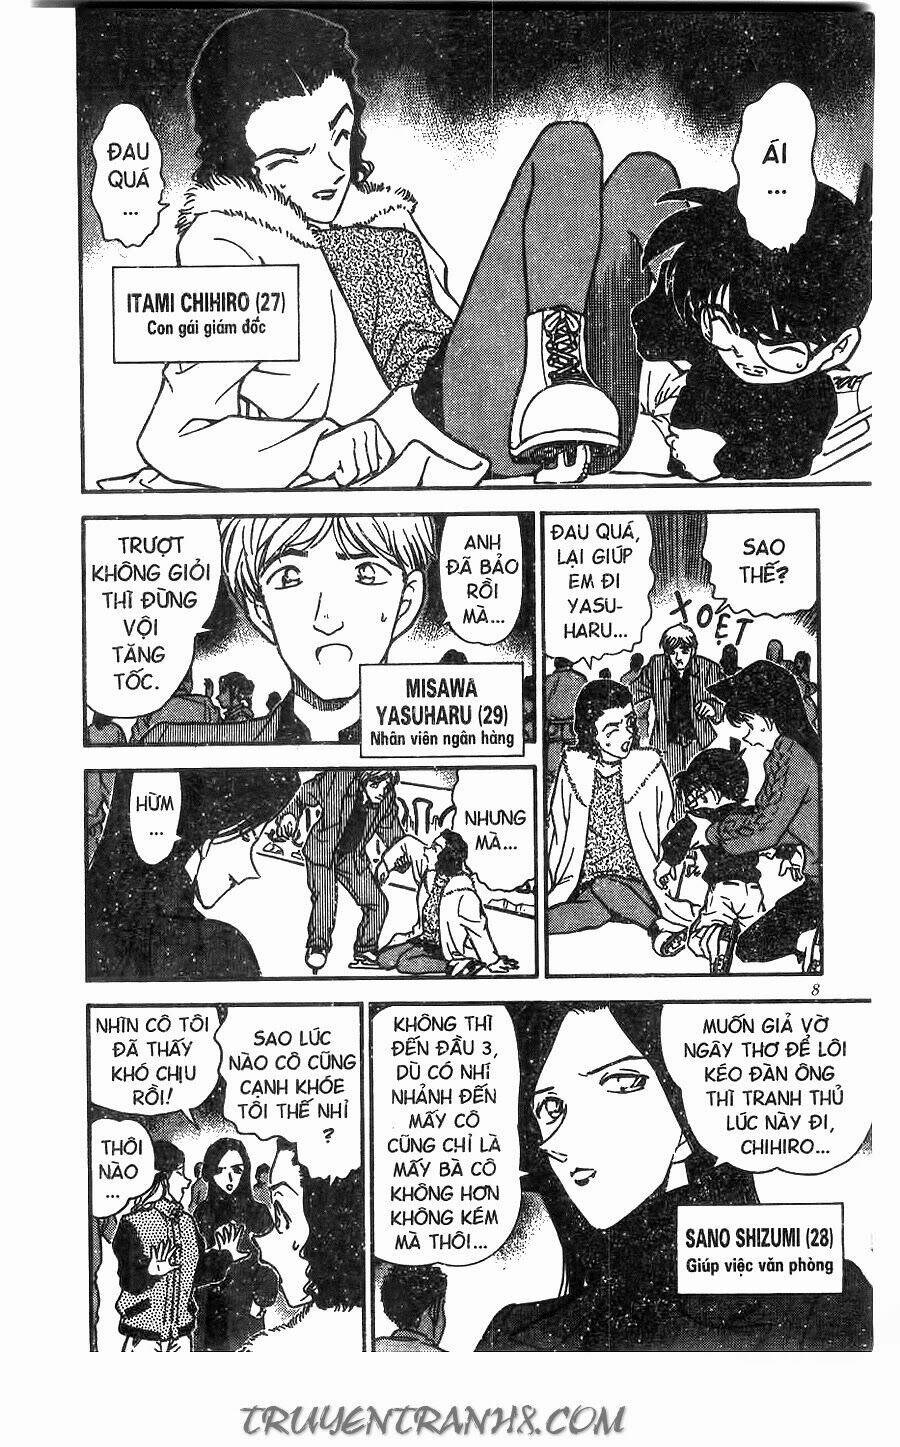 ÁI
...
ĐAU
QUÁ
...
ITAMI CHIHIRO (27)
Con gái giám đốc
SAO
THẾ?
ĐAU QUÁ,
LẠI GIÚP
EM ĐI
YASU-
HARU...
XOẸT
ANH
ĐÃ BẢO
RỒI
MÀ...
TRƯỢT
KHÔNG GIỎI
THÌ ĐỪNG
VỘI
TĂNG
TỐC.
MISAWA
YASUHARU (29)
Nhân viên ngân hàng
NHƯNG
MÀ...
HỪM
...
8
MUỐN GIẢ VỜ
NGÂY THƠ ĐỂ LÔI
KÉO ĐÀN ÔNG
THÌ TRANH THỦ
LÚC NÀY ĐI,
CHIHIRO...
KHÔNG THÌ
ĐẾN ĐẦU 3,
DÙ CÓ NHÍ
NHẢNH ĐẾN
MẤY CÔ
CŨNG CHỈ LÀ
MẤY BÀ CÔ
KHÔNG HƠN
KHÔNG KÉM
MÀ THÔI...
SANO SHIZUMI (28)
Giúp việc văn phòng
SAO LÚC
NÀO CÔ CŨNG
CẠNH KHÓE
TÔI THẾ NHỈ
?
NHÌN CÔ TÔI
ĐÃ THẤY
KHÓ CHỊU
RỒI!
THÔI
NÀO
...
TRUYENTRANH8.COM